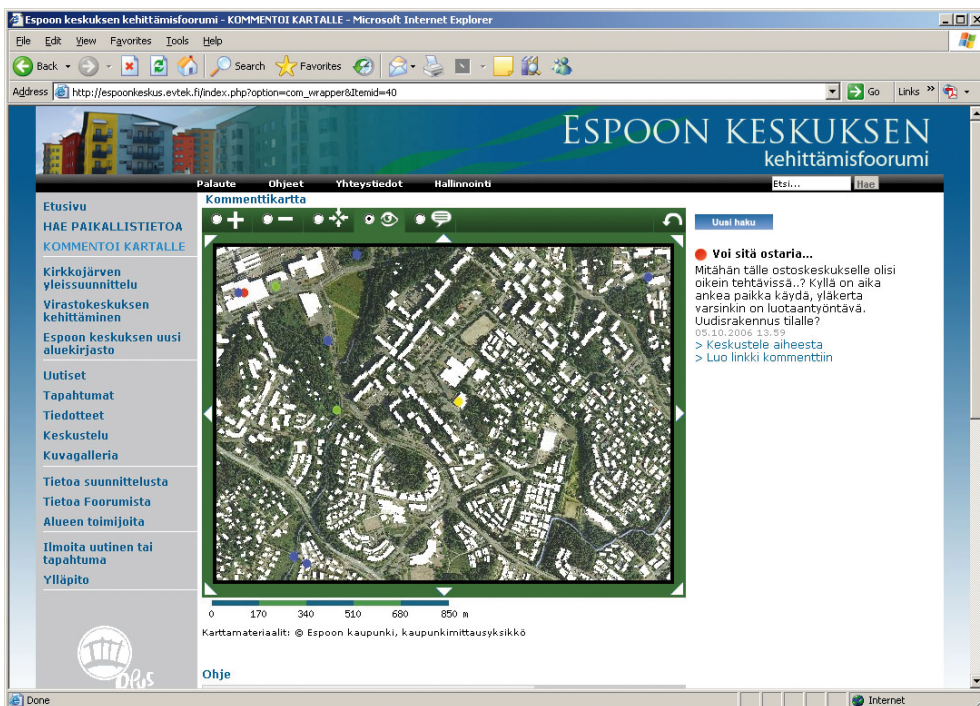 Espoon keskuksen kehittämisfoorumi - KOMMENTOI KARTALLE - Microsoft Internet Explorer
File Edit View Favorites Tools Help
Back Search Favorites
Address http://espoonkeskus.evtek.fi/index.php?option=com_wrapper&Itemid=40 Go Links »
ESPOON KESKUKSEN
kehittämisfoorumi
Palaute Ohjeet Yhteystiedot Hallinnointi Etsi... Hae
Etusivu
HAE PAIKALLISTIETOA
KOMMENTOI KARTALLE
Kirkkojärven
yleissuunnittelu
Virastokeskuksen
kehittäminen
Espoon keskuksen uusi
aluekirjasto
Uutiset
Tapahtumat
Tiedotteet
Keskustelu
Kuvagalleria
Tietoa suunnittelusta
Tietoa Foorumista
Alueen toimijoita
Ilmoita uutinen tai
tapahtuma
Ylläpito
Dplus
Kommenttikartta
0 170 340 510 680 850 m
Karttamateriaalit: © Espoon kaupunki, kaupunkimittausyksikkö
Ohje
Uusi haku
Voi sitä ostaria...
Mitähän tälle ostoskeskukselle olisi
oikein tehtävissä..? Kyllä on aika
ankea paikka käydä, yläkerta
varsinkin on luotaantyöntävä.
Uudisrakennus tilalle?
05.10.2006 13.59
> Keskustele aiheesta
> Luo linkki kommenttiin
Done Internet